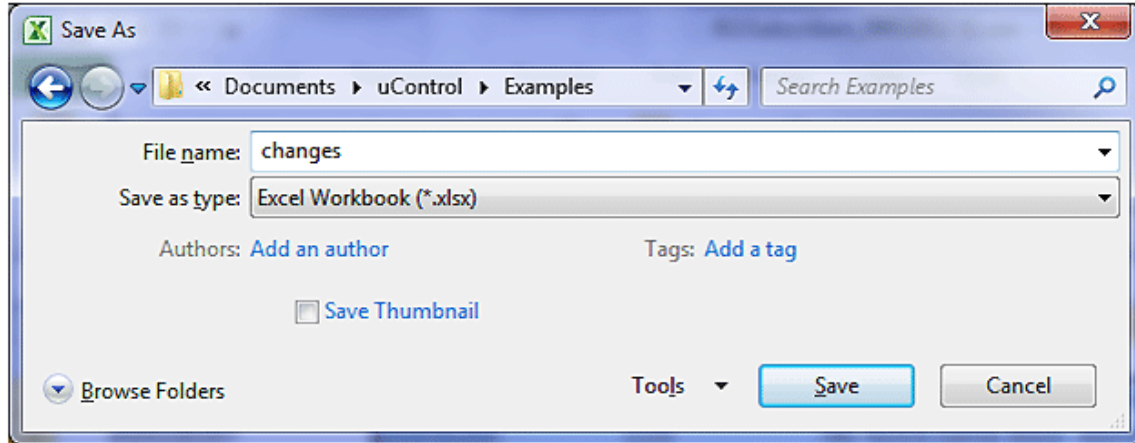 Save As
« Documents ▸ uControl ▸ Examples Search Examples
File name: changes
Save as type: Excel Workbook (*.xlsx)
Authors: Add an author Tags: Add a tag
Save Thumbnail
Browse Folders Tools Save Cancel